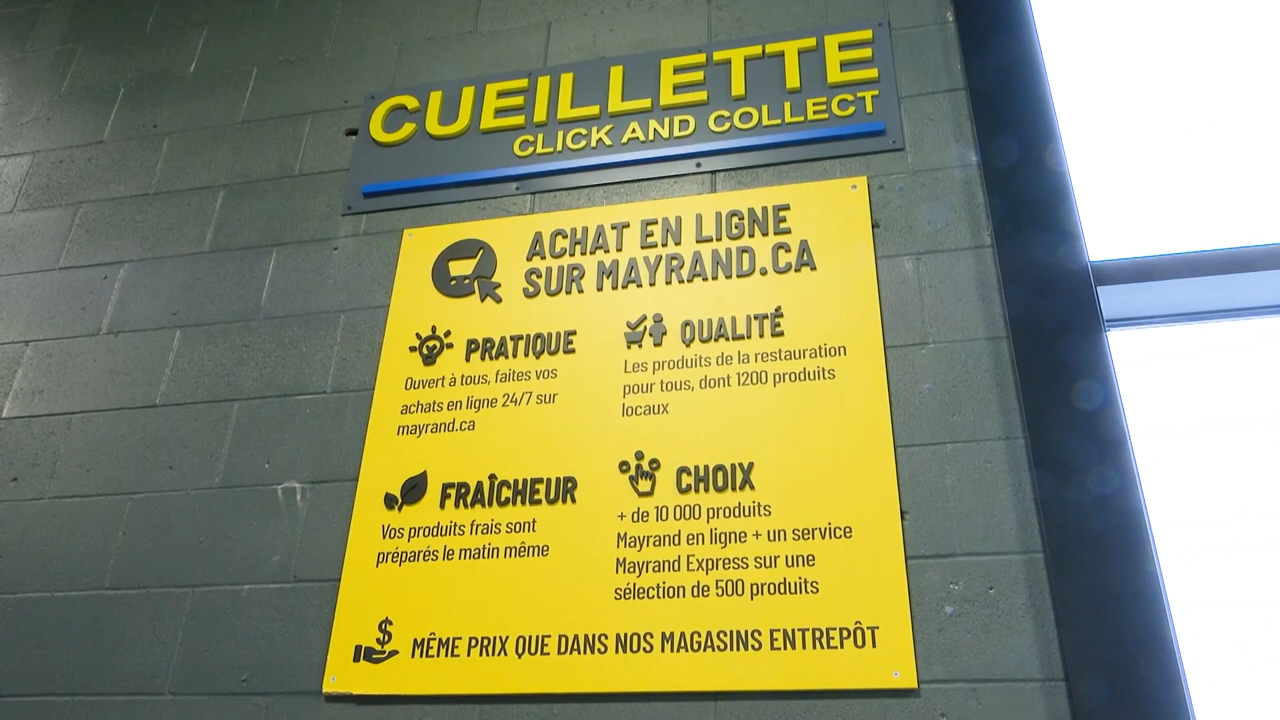 CUEILLETTE
CLICK AND COLLECT
ACHAT EN LIGNE
SUR MAYRAND.CA
PRATIQUE
Ouvert à tous, faites vos
achats en ligne 24/7 sur
mayrand.ca
QUALITÉ
Les produits de la restauration
pour tous, dont 1200 produits
locaux
FRAÎCHEUR
Vos produits frais sont
préparés le matin même
CHOIX
+ de 10 000 produits
Mayrand en ligne + un service
Mayrand Express sur une
sélection de 500 produits
$
MÊME PRIX QUE DANS NOS MAGASINS ENTREPÔT